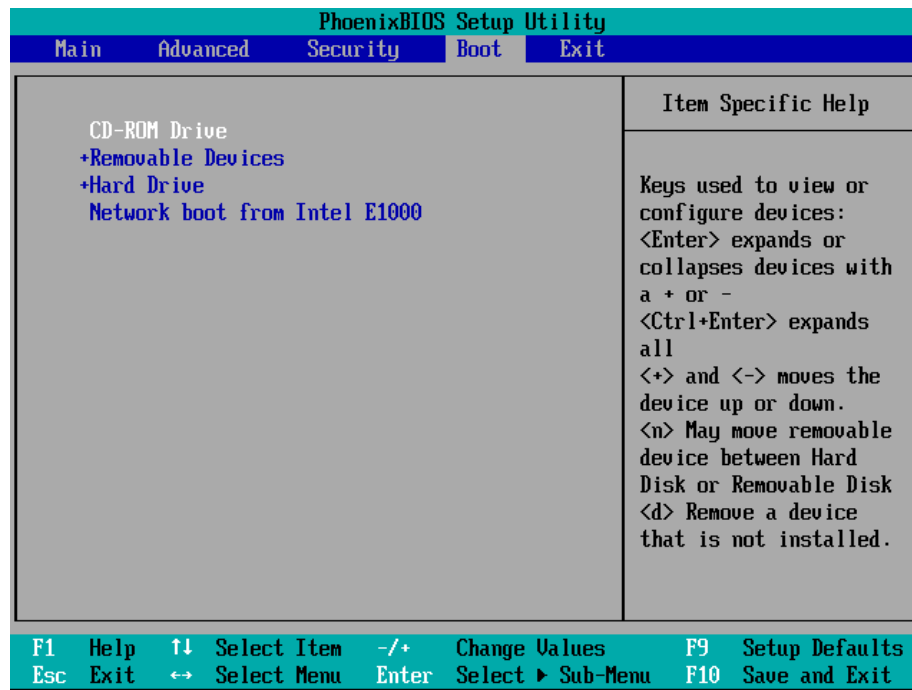 PhoenixBIOS Setup Utility
Main Advanced Security Boot Exit
CD-ROM Drive
+Removable Devices
+Hard Drive
Network boot from Intel E1000
Item Specific Help
Keys used to view or
configure devices:
<Enter> expands or
collapses devices with
a + or -
<Ctrl+Enter> expands
all
<+> and <-> moves the
device up or down.
<n> May move removable
device between Hard
Disk or Removable Disk
<d> Remove a device
that is not installed.
F1 Help ↑↓ Select Item -/+ Change Values F9 Setup Defaults
Esc Exit ↔ Select Menu Enter Select ▶ Sub-Menu F10 Save and Exit